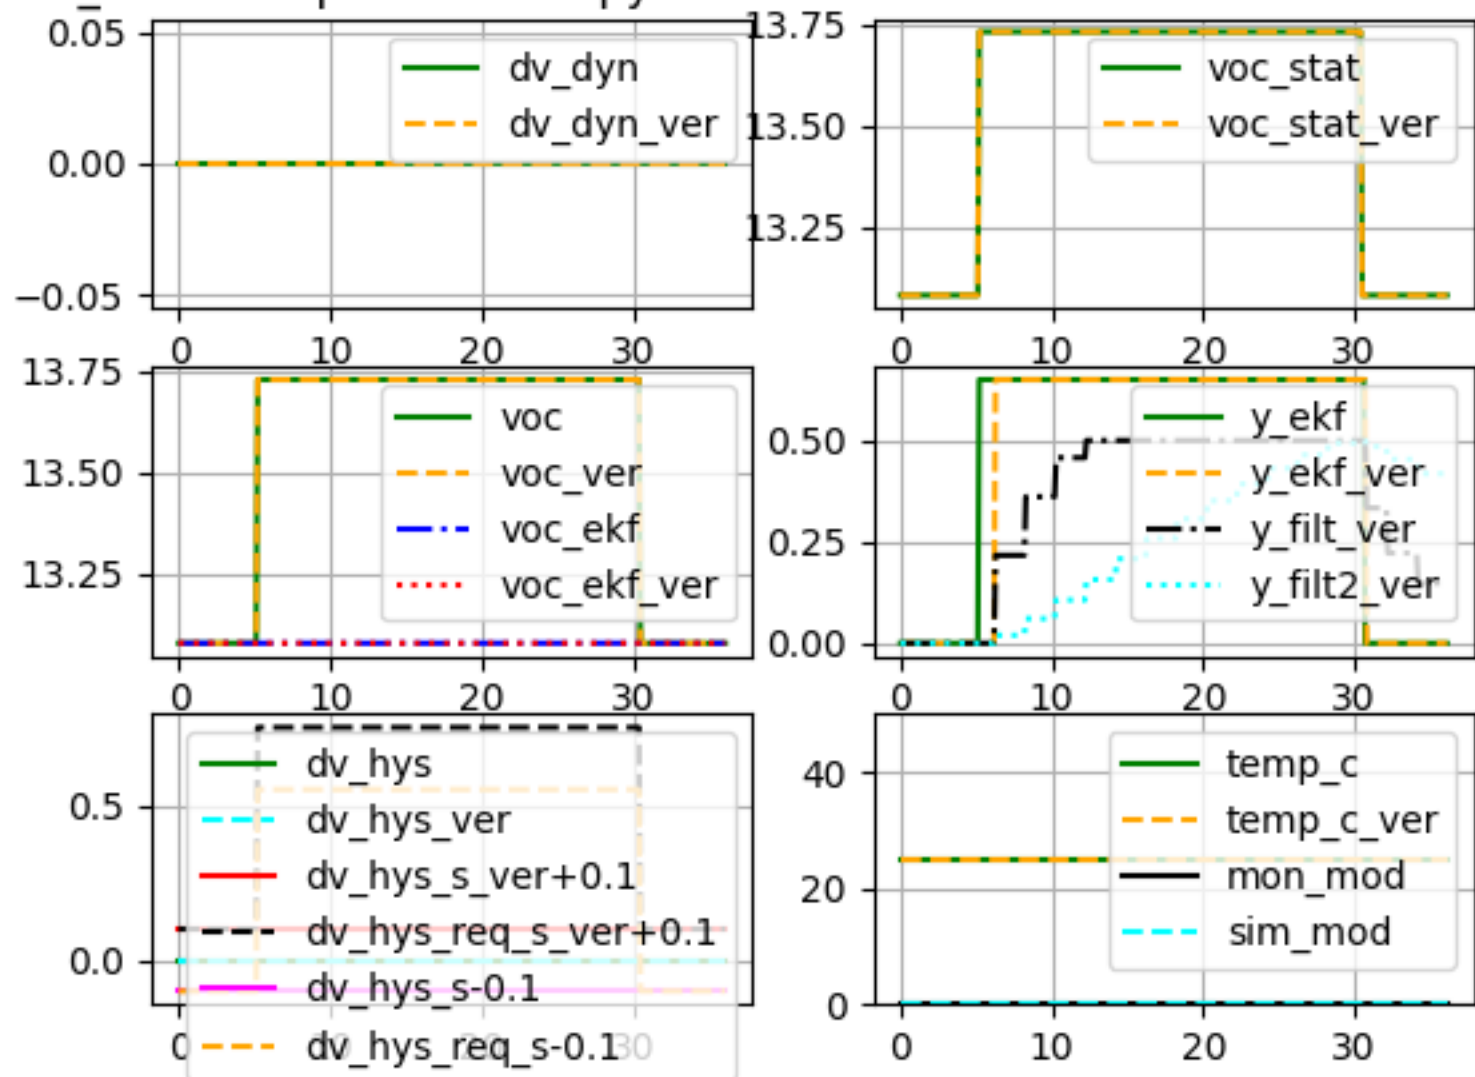 0.05
0.00
−0.05
dv_dyn
dv_dyn_ver
0 10 20 30
13.75
13.50
13.25
voc_stat
voc_stat_ver
0 10 20 30
13.75
13.50
13.25
voc
voc_ver
voc_ekf
voc_ekf_ver
0 10 20 30
0.50
0.25
0.00
y_ekf
y_ekf_ver
y_filt_ver
y_filt2_ver
0 10 20 30
0.5
0.0
dv_hys
dv_hys_ver
dv_hys_s_ver+0.1
dv_hys_req_s_ver+0.1
dv_hys_s-0.1
dv_hys_req_s-0.1
0 10 20 30
40
20
0
temp_c
temp_c_ver
mon_mod
sim_mod
0 10 20 30